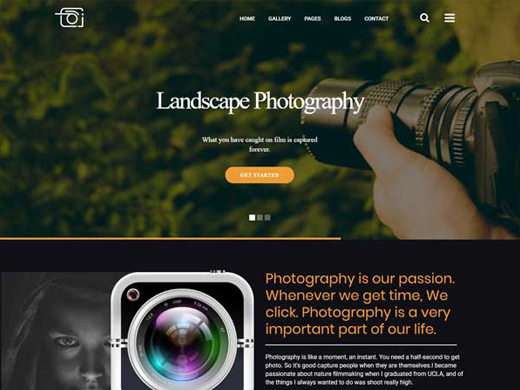 HOME GALLERY PAGES BLOGS CONTACT
Landscape Photography
What you have caught on film is captured
forever.
GET STARTED
Photography is our passion.
Whenever we get time, We
click. Photography is a very
important part of our life.
Photography is like a moment, an instant. You need a half-second to get
photo. So it's good capture people when they are themselves.I became
passionate about nature filmmaking when I graduated from UCLA, and of
the things I always wanted to do was shoot really high.